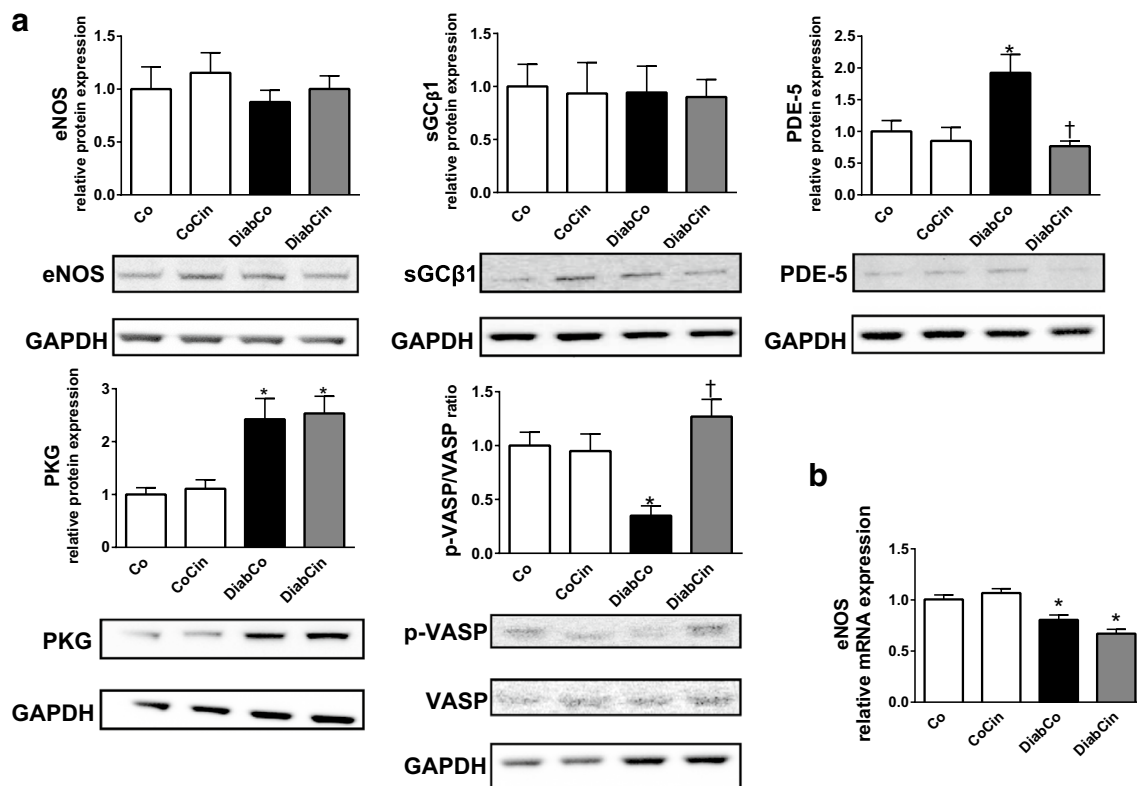 a
eNOS
relative protein expression
1.5
1.0
0.5
0.0
Co
CoCin
DiabCo
DiabCin
eNOS
GAPDH
sGCβ1
relative protein expression
1.5
1.0
0.5
0.0
Co
CoCin
DiabCo
DiabCin
sGCβ1
GAPDH
PDE-5
relative protein expression
2.5
2.0
1.5
1.0
0.5
0.0
*
†
Co
CoCin
DiabCo
DiabCin
PDE-5
GAPDH
PKG
relative protein expression
3
2
1
0
*
*
Co
CoCin
DiabCo
DiabCin
PKG
GAPDH
p-VASP/VASP ratio
1.5
1.0
0.5
0.0
*
†
Co
CoCin
DiabCo
DiabCin
p-VASP
VASP
GAPDH
b
eNOS
relative mRNA expression
1.5
1.0
0.5
0.0
*
*
Co
CoCin
DiabCo
DiabCin